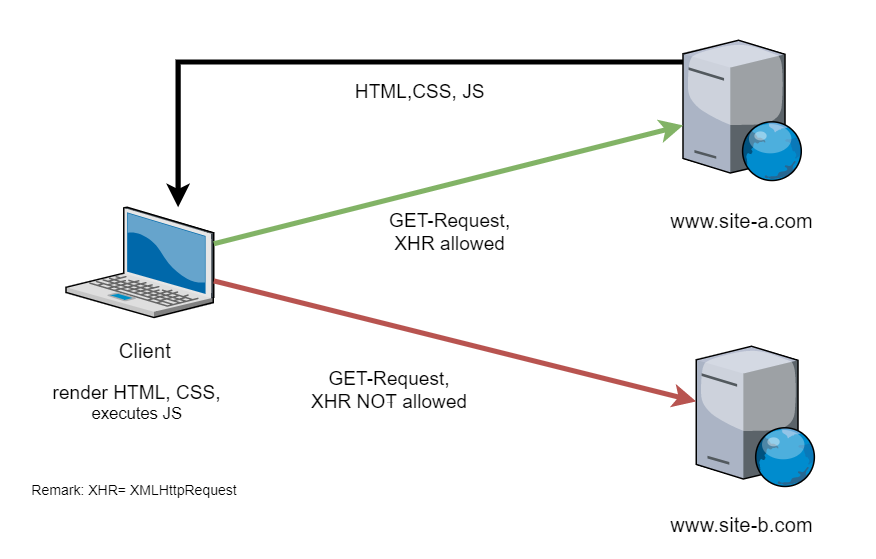 HTML,CSS, JS
GET-Request,
XHR allowed
www.site-a.com
Client
render HTML, CSS,
executes JS
GET-Request,
XHR NOT allowed
Remark: XHR= XMLHttpRequest
www.site-b.com